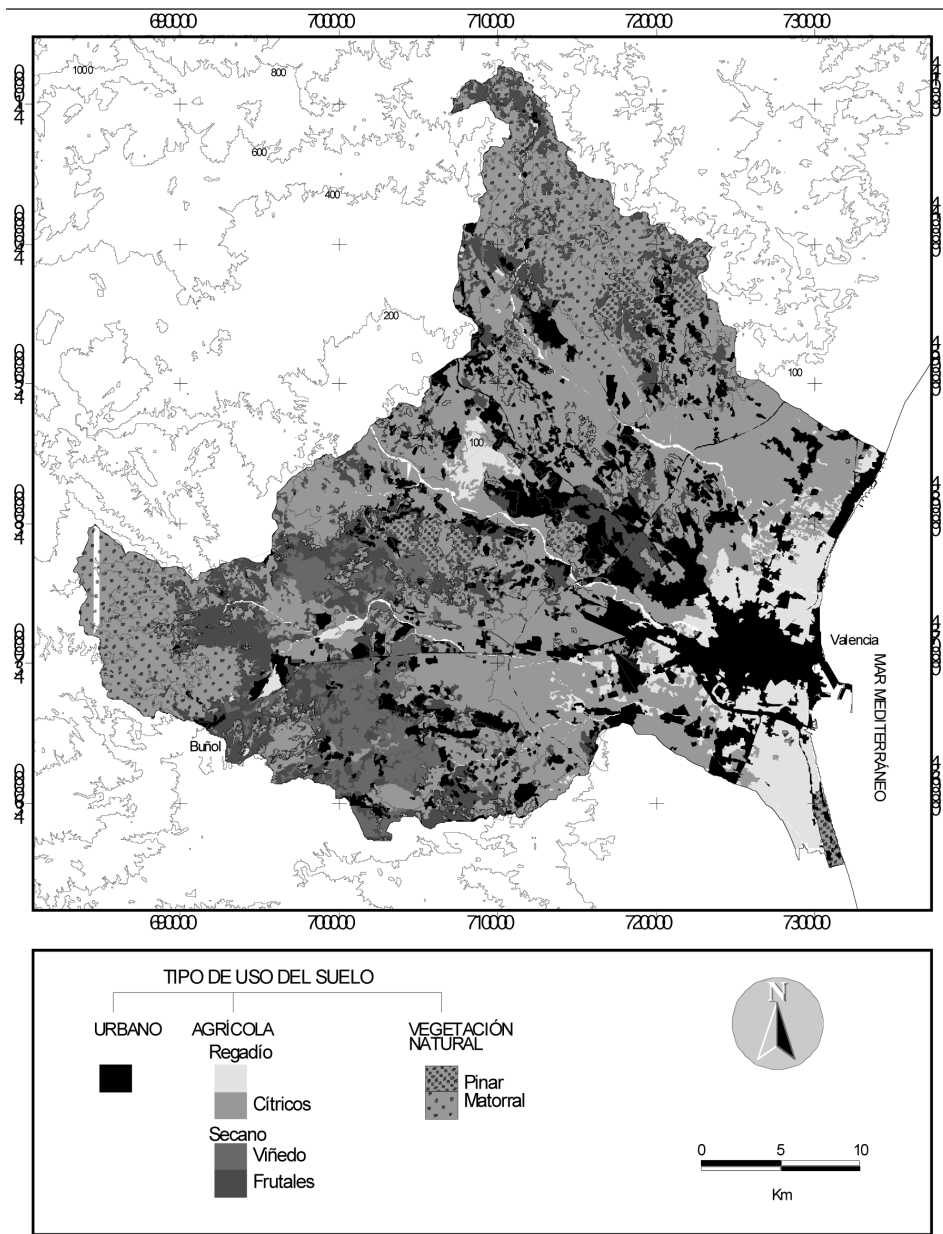 690000 700000 710000 720000 730000
1000
800
600
400
200
100
100
Valencia
MAR MEDITERRÁNEO
Buñol
690000 700000 710000 720000 730000
TIPO DE USO DEL SUELO
URBANO
AGRÍCOLA
Regadío
Cítricos
Secano
Viñedo
Frutales
VEGETACIÓN
NATURAL
Pinar
Matorral
N
0 5 10
Km